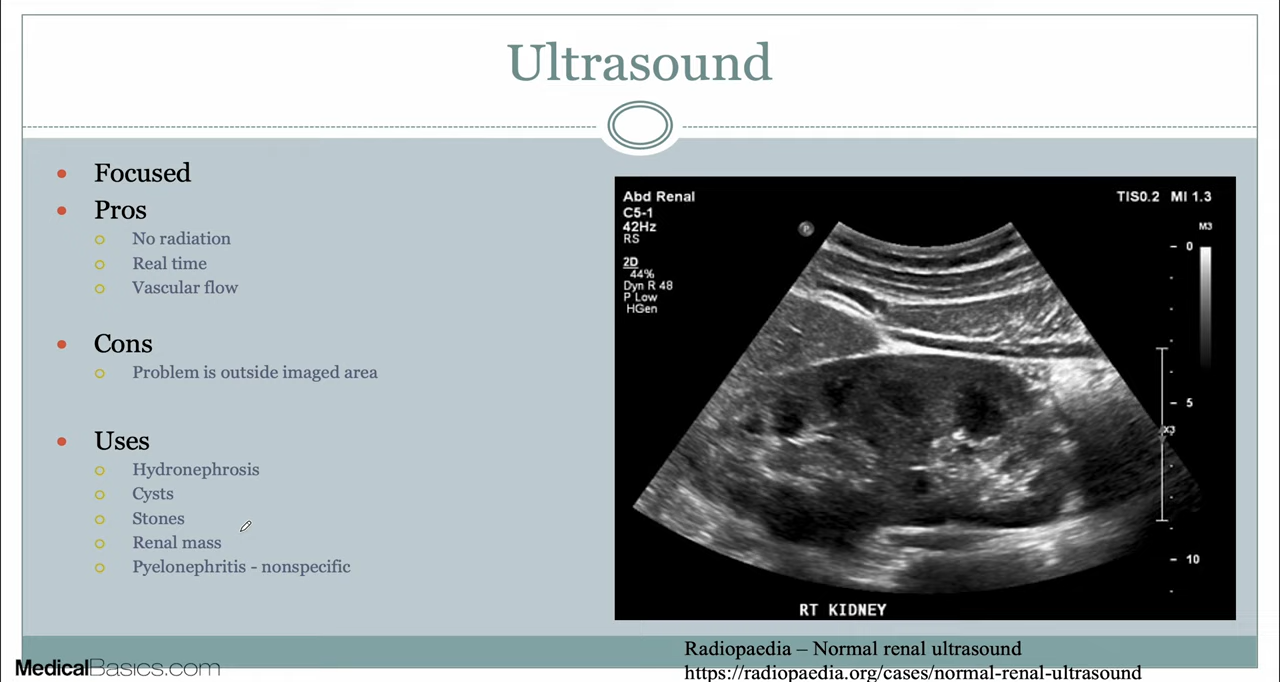 Ultrasound
Focused
Pros
No radiation
Real time
Vascular flow
Cons
Problem is outside imaged area
Uses
Hydronephrosis
Cysts
Stones
Renal mass
Pyelonephritis - nonspecific
Abd Renal
C5-1
42Hz
RS
2D
44%
Dyn R 48
P Low
HGen
P
TIS0.2 MI 1.3
M3
0
5
x3
10
RT KIDNEY
Radiopaedia – Normal renal ultrasound
https://radiopaedia.org/cases/normal-renal-ultrasound
MedicalBasics.com